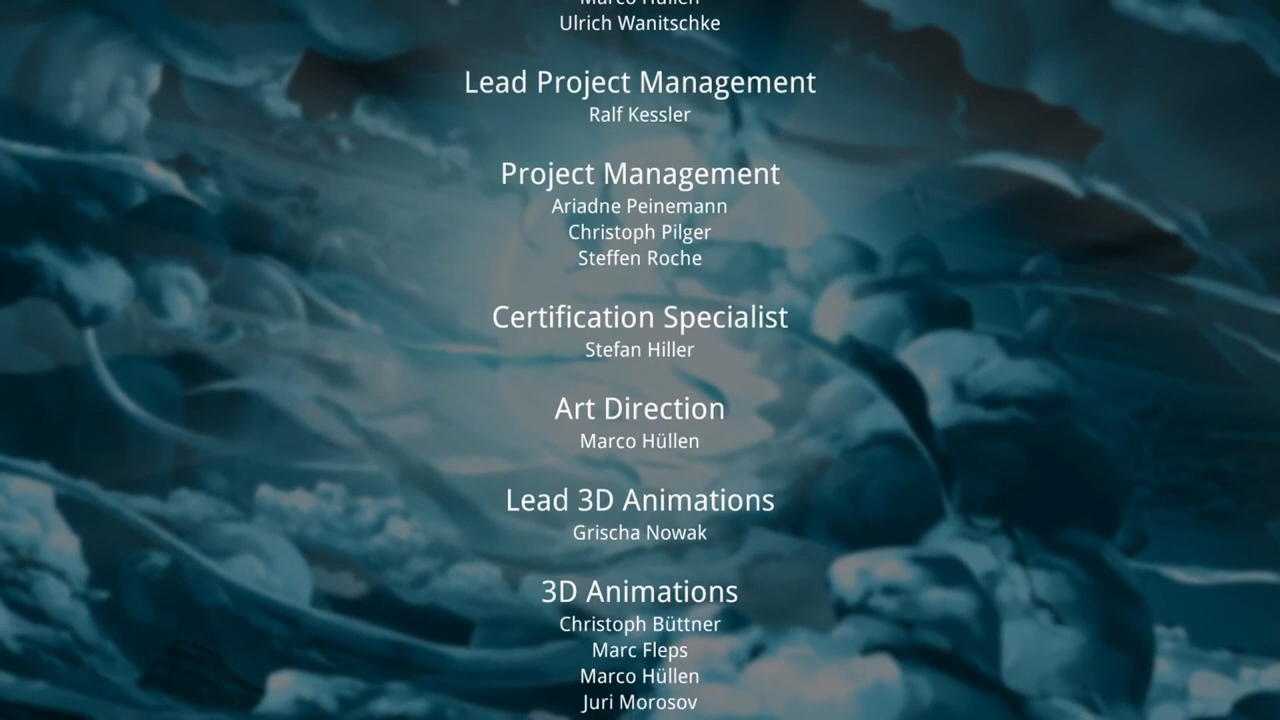 Marco Hüllen
Ulrich Wanitschke
Lead Project Management
Ralf Kessler
Project Management
Ariadne Peinemann
Christoph Pilger
Steffen Roche
Certification Specialist
Stefan Hiller
Art Direction
Marco Hüllen
Lead 3D Animations
Grischa Nowak
3D Animations
Christoph Büttner
Marc Fleps
Marco Hüllen
Juri Morosov